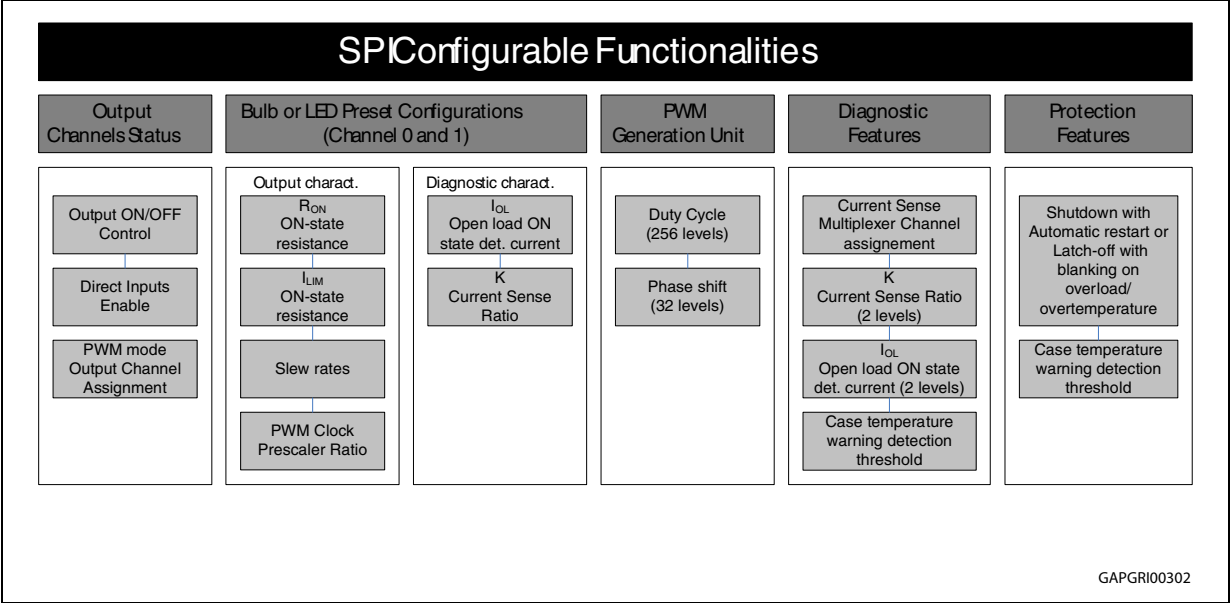 SPI Configurable Functionalities
Output
Channels Status
Bulb or LED Preset Configurations
(Channel 0 and 1)
PWM
Generation Unit
Diagnostic
Features
Protection
Features
Output ON/OFF
Control
Direct Inputs
Enable
PWM mode
Output Channel
Assignment
Output charact.
RON
ON-state
resistance
ILIM
ON-state
resistance
Slew rates
PWM Clock
Prescaler Ratio
Diagnostic charact.
IOL
Open load ON
state det. current
K
Current Sense
Ratio
Duty Cycle
(256 levels)
Phase shift
(32 levels)
Current Sense
Multiplexer Channel
assignement
K
Current Sense Ratio
(2 levels)
IOL
Open load ON state
det. current (2 levels)
Case temperature
warning detection
threshold
Shutdown with
Automatic restart or
Latch-off with
blanking on
overload/
overtemperature
Case temperature
warning detection
threshold
GAPGRI00302